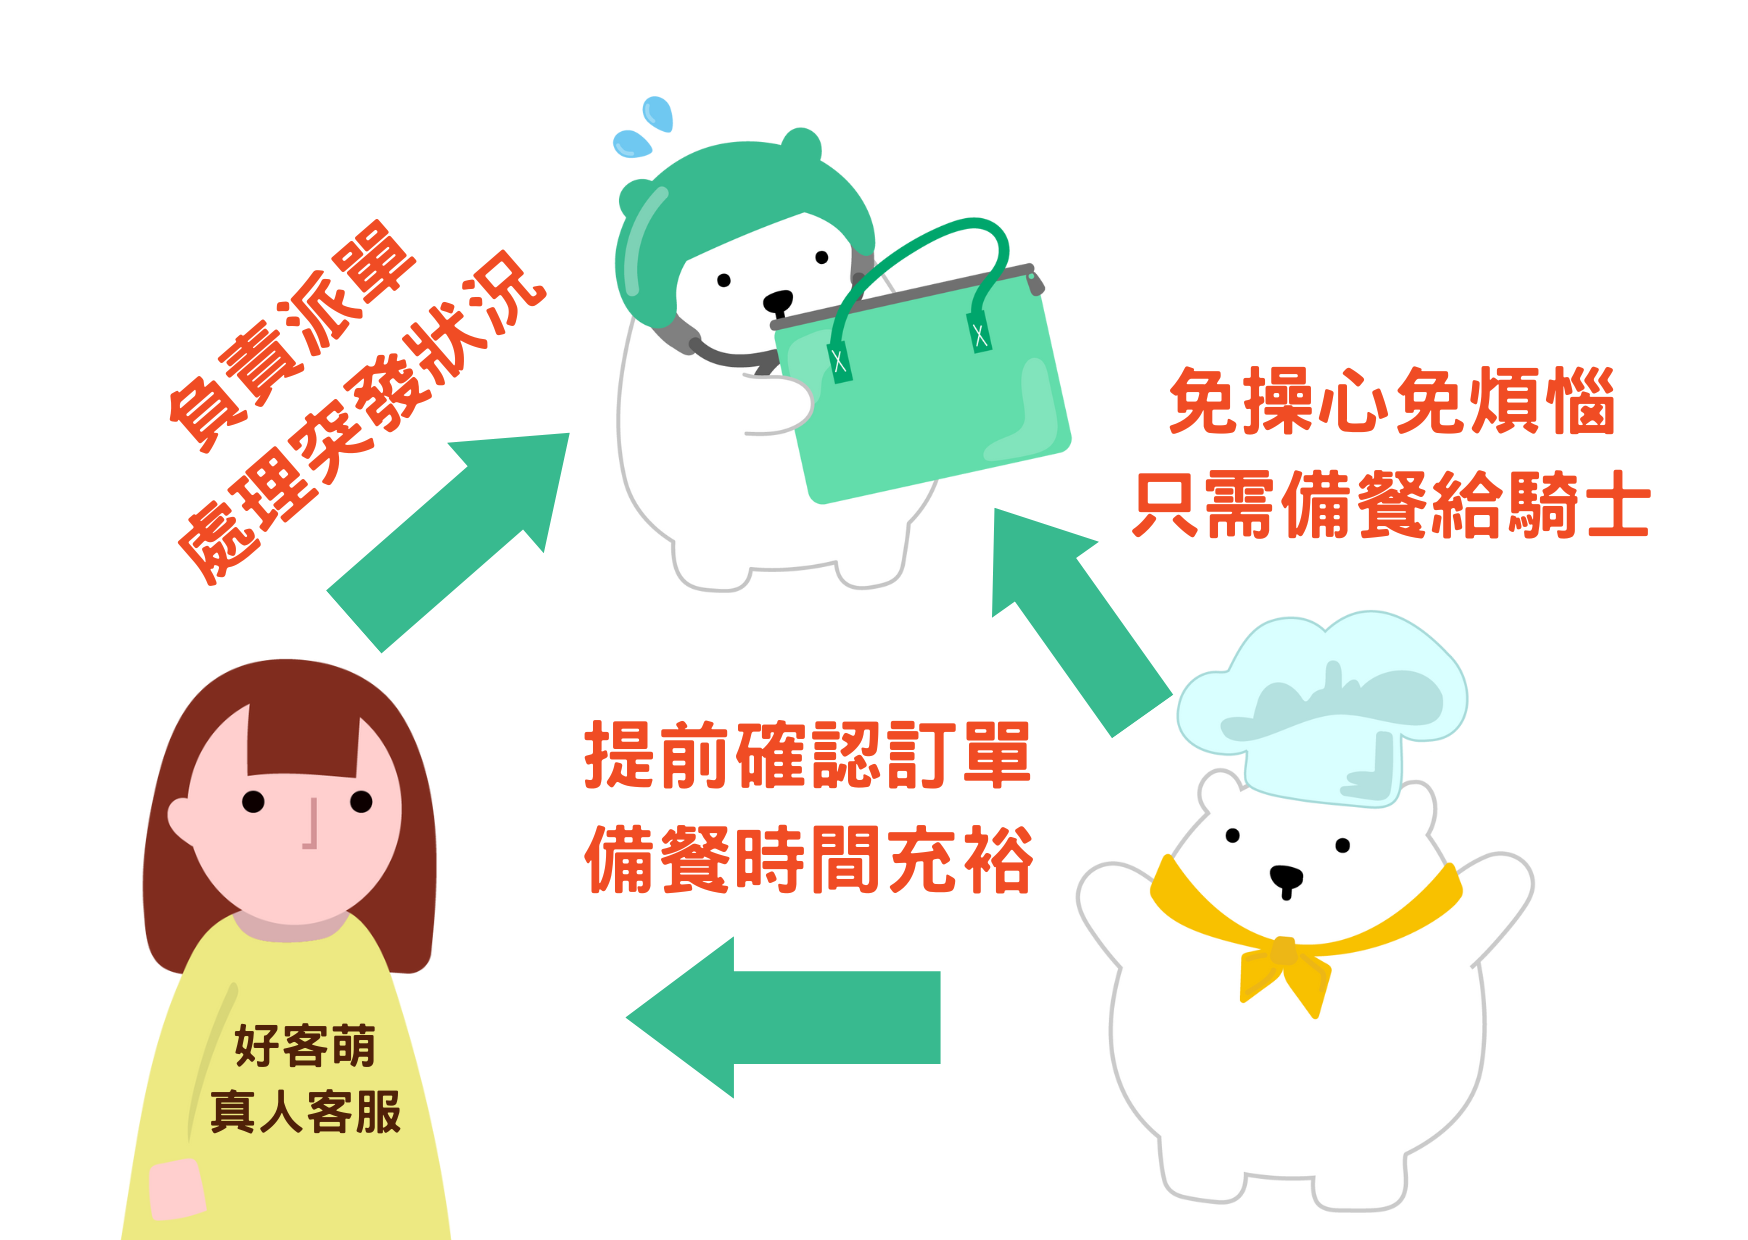 負責派單
處理突發狀況
免操心免煩惱
只需備餐給騎士
提前確認訂單
備餐時間充裕
好客萌
真人客服